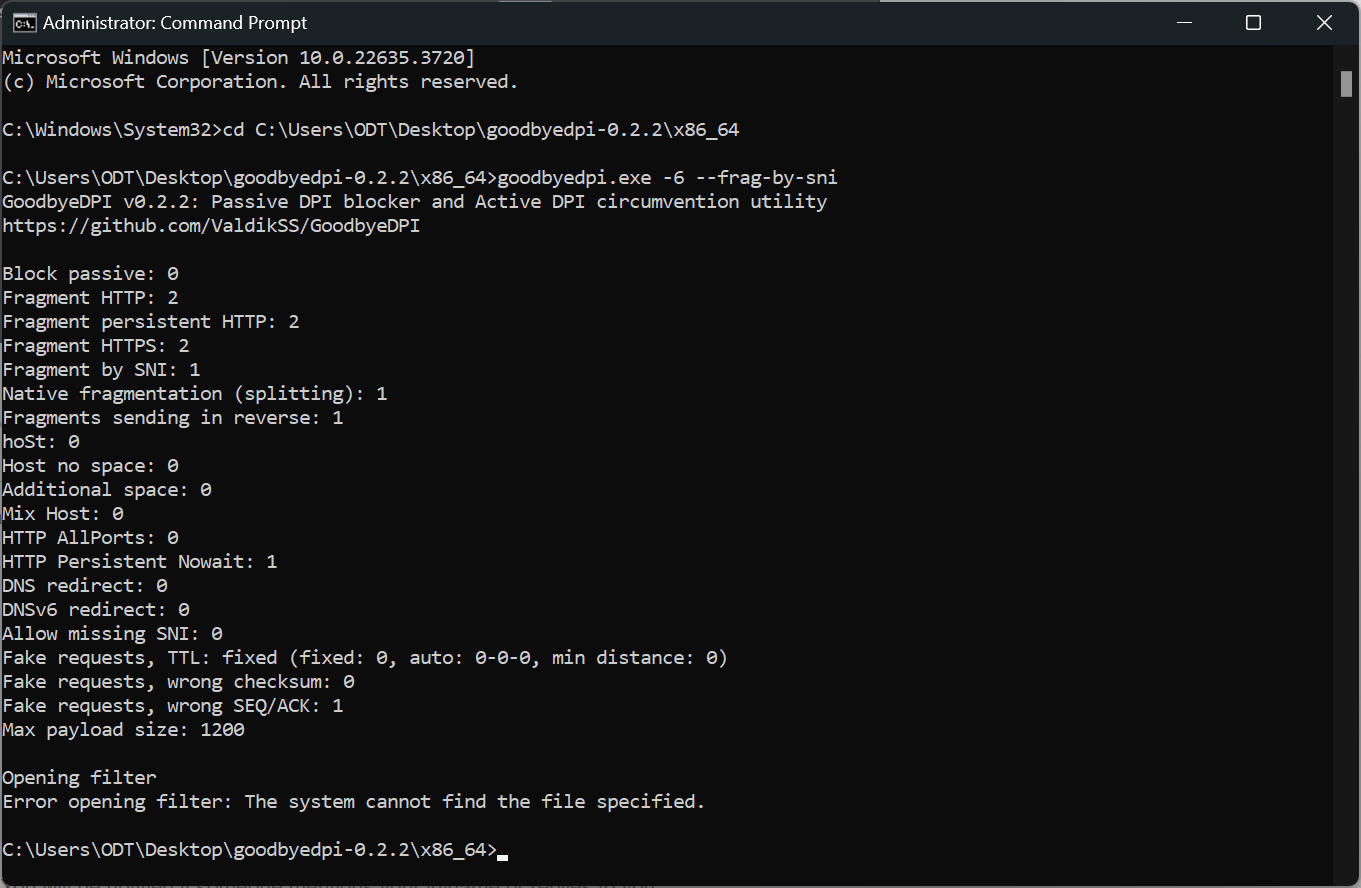 Administrator: Command Prompt
Microsoft Windows [Version 10.0.22635.3720]
(c) Microsoft Corporation. All rights reserved.
C:\Windows\System32>cd C:\Users\ODT\Desktop\goodbyedpi-0.2.2\x86_64
C:\Users\ODT\Desktop\goodbyedpi-0.2.2\x86_64>goodbyedpi.exe -6 --frag-by-sni
GoodbyeDPI v0.2.2: Passive DPI blocker and Active DPI circumvention utility
https://github.com/ValdikSS/GoodbyeDPI
Block passive: 0
Fragment HTTP: 2
Fragment persistent HTTP: 2
Fragment HTTPS: 2
Fragment by SNI: 1
Native fragmentation (splitting): 1
Fragments sending in reverse: 1
hoSt: 0
Host no space: 0
Additional space: 0
Mix Host: 0
HTTP AllPorts: 0
HTTP Persistent Nowait: 1
DNS redirect: 0
DNSv6 redirect: 0
Allow missing SNI: 0
Fake requests, TTL: fixed (fixed: 0, auto: 0-0-0, min distance: 0)
Fake requests, wrong checksum: 0
Fake requests, wrong SEQ/ACK: 1
Max payload size: 1200
Opening filter
Error opening filter: The system cannot find the file specified.
C:\Users\ODT\Desktop\goodbyedpi-0.2.2\x86_64>